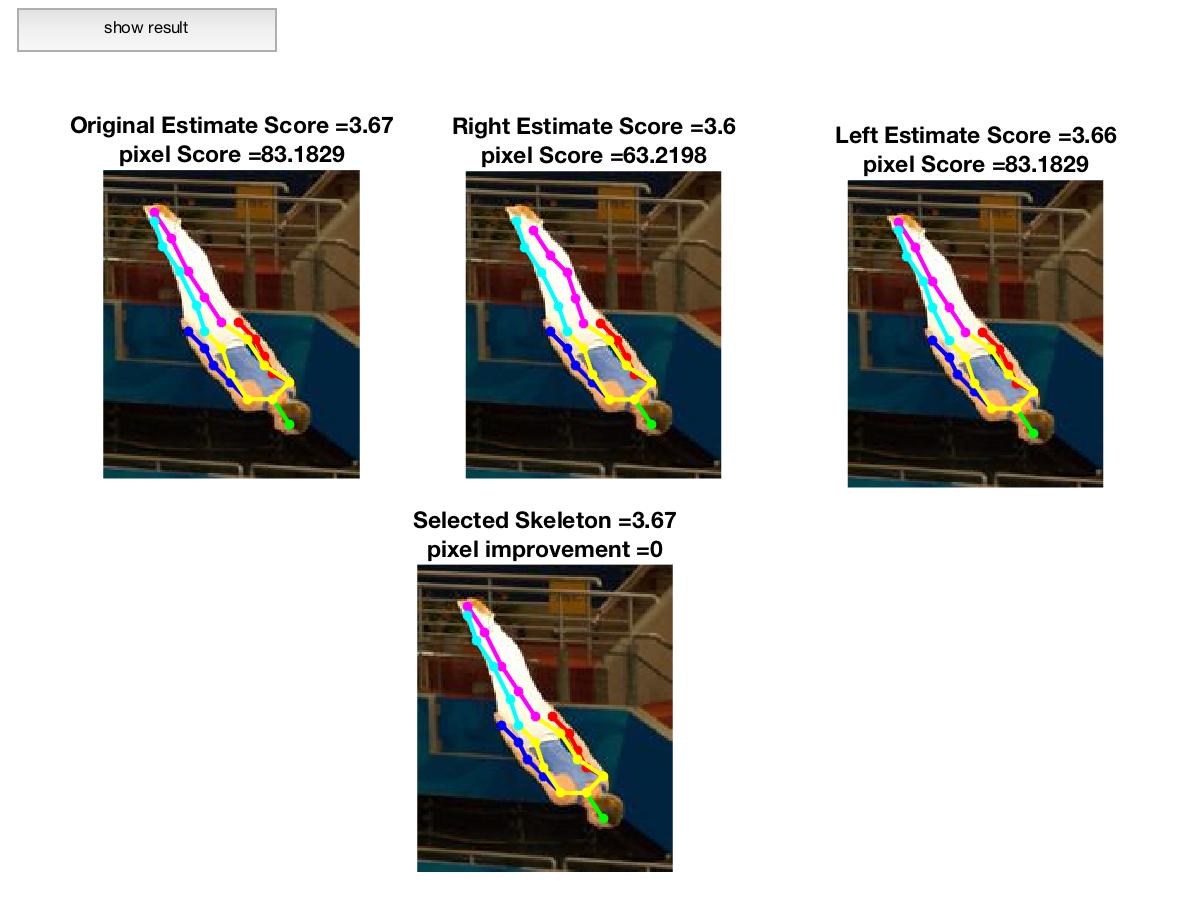 show result
Original Estimate Score =3.67
pixel Score =83.1829
Right Estimate Score =3.6
pixel Score =63.2198
Left Estimate Score =3.66
pixel Score =83.1829
Selected Skeleton =3.67
pixel improvement =0